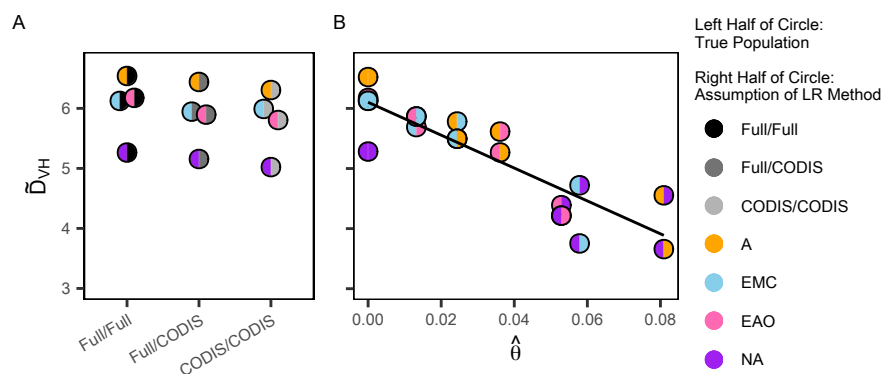 A
B
Left Half of Circle:
True Population
Right Half of Circle:
Assumption of LR Method
Full/Full
Full/CODIS
CODIS/CODIS
A
EMC
EAO
NA
D̃VH
6
5
4
3
Full/Full
Full/CODIS
CODIS/CODIS
0.00
0.02
0.04
0.06
0.08
θ̂